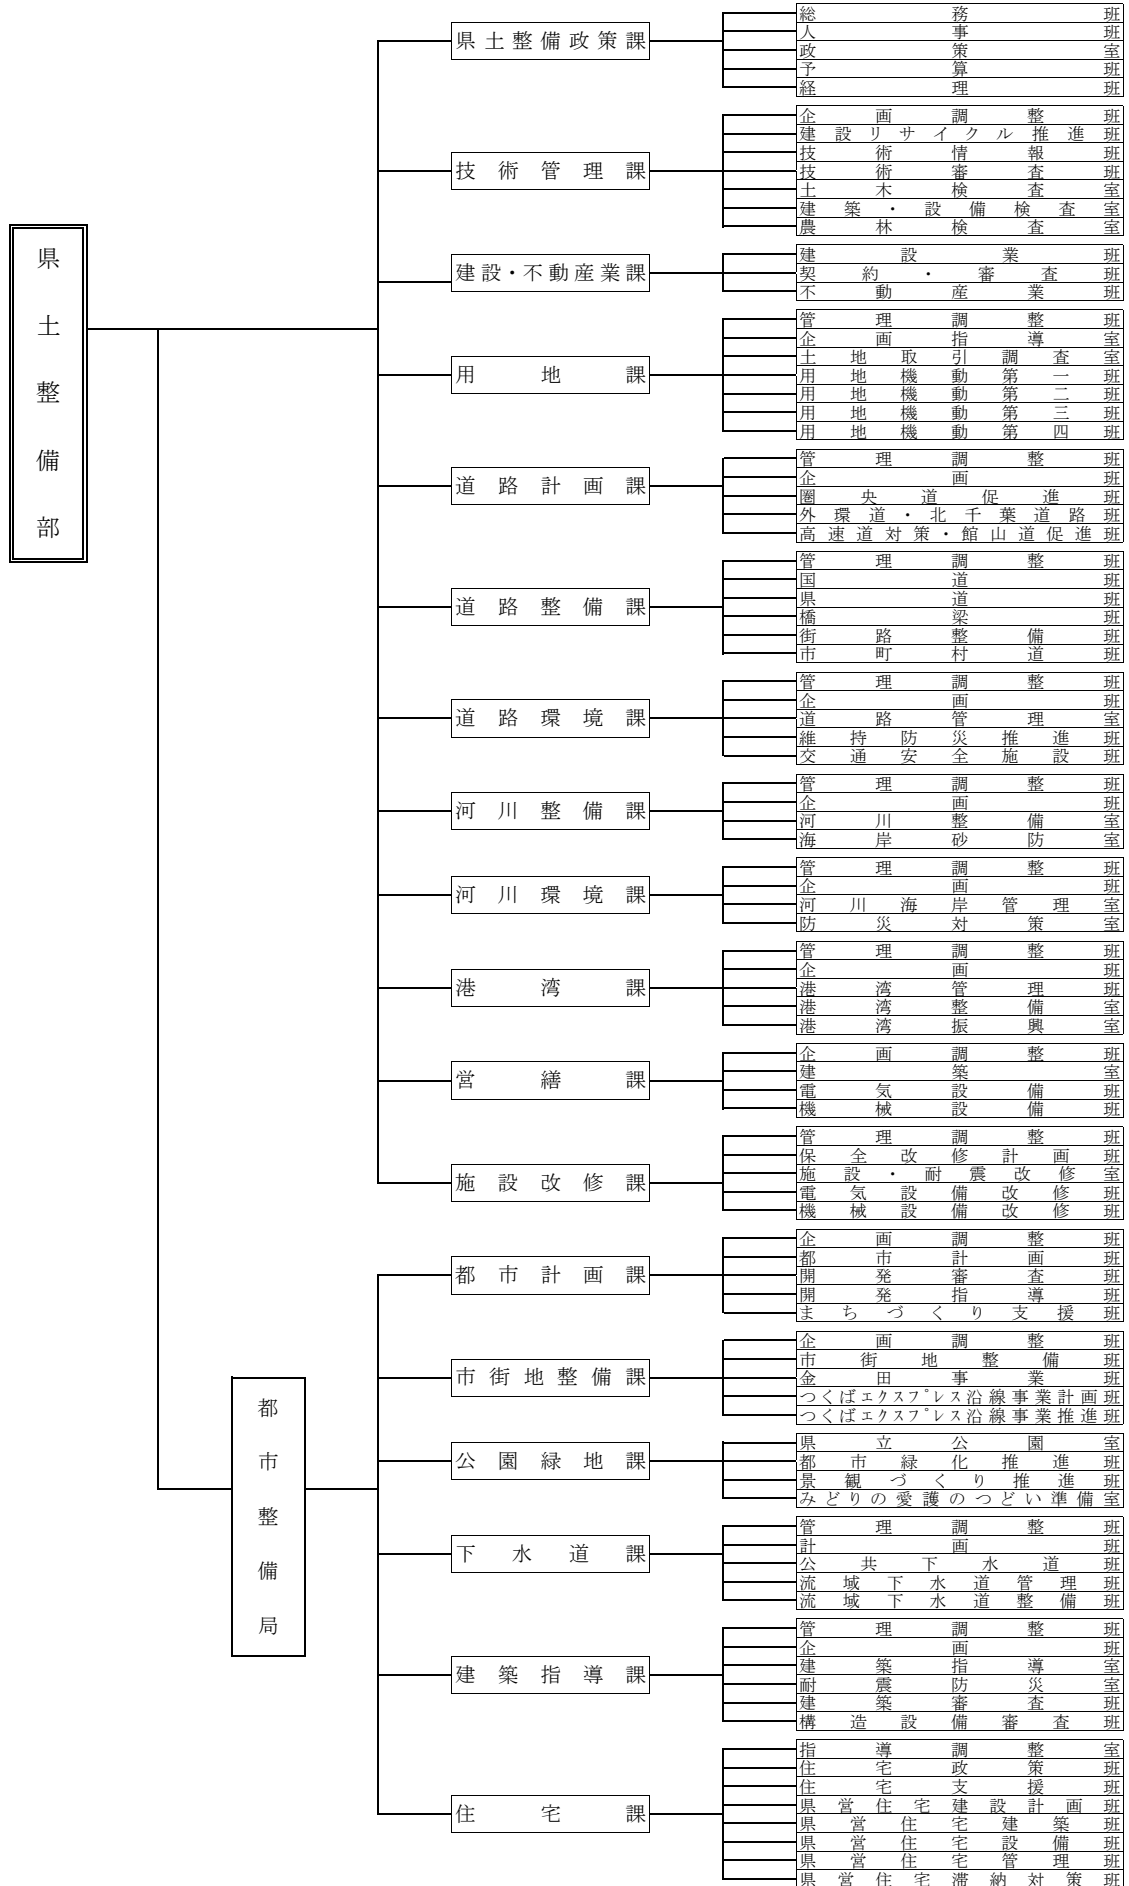 県土整備部
県土整備政策課
総務班
人事班
政策室
予算班
経理班
技術管理課
企画調整班
建設リサイクル推進班
技術情報班
技術審査班
土木検査室
建築・設備検査室
農林検査室
建設・不動産業課
建設業班
契約・審査班
不動産業班
用地課
管理調整班
企画指導室
土地取引調査室
用地機動第一班
用地機動第二班
用地機動第三班
用地機動第四班
道路計画課
管理調整班
企画班
圏央道促進班
外環道・北千葉道路班
高速道対策・館山道促進班
道路整備課
管理調整班
国道班
県道班
橋梁班
街路整備班
市町村道班
道路環境課
管理調整班
企画班
道路管理室
維持防災推進班
交通安全施設班
河川整備課
管理調整班
企画班
河川整備室
海岸砂防室
河川環境課
管理調整班
企画班
河川海岸管理室
防災対策室
港湾課
管理調整班
企画班
港湾管理班
港湾整備室
港湾振興室
営繕課
企画調整班
建築室
電気設備班
機械設備班
施設改修課
管理調整班
保全改修計画班
施設・耐震改修室
電気設備改修班
機械設備改修班
都市整備局
都市計画課
企画調整班
都市計画班
開発審査班
開発指導班
まちづくり支援班
市街地整備課
企画調整班
市街地整備班
金田事業班
つくばｴｸｽﾌﾟﾚｽ沿線事業計画班
つくばｴｸｽﾌﾟﾚｽ沿線事業推進班
公園緑地課
県立公園室
都市緑化推進班
景観づくり推進班
みどりの愛護のつどい準備室
下水道課
管理調整班
計画班
公共下水道班
流域下水道管理班
流域下水道整備班
建築指導課
管理調整班
企画班
建築指導室
耐震防災室
建築審査班
構造設備審査班
住宅課
指導調整室
住宅政策班
住宅支援班
県営住宅建設計画班
県営住宅建築班
県営住宅設備班
県営住宅管理班
県営住宅滞納対策班